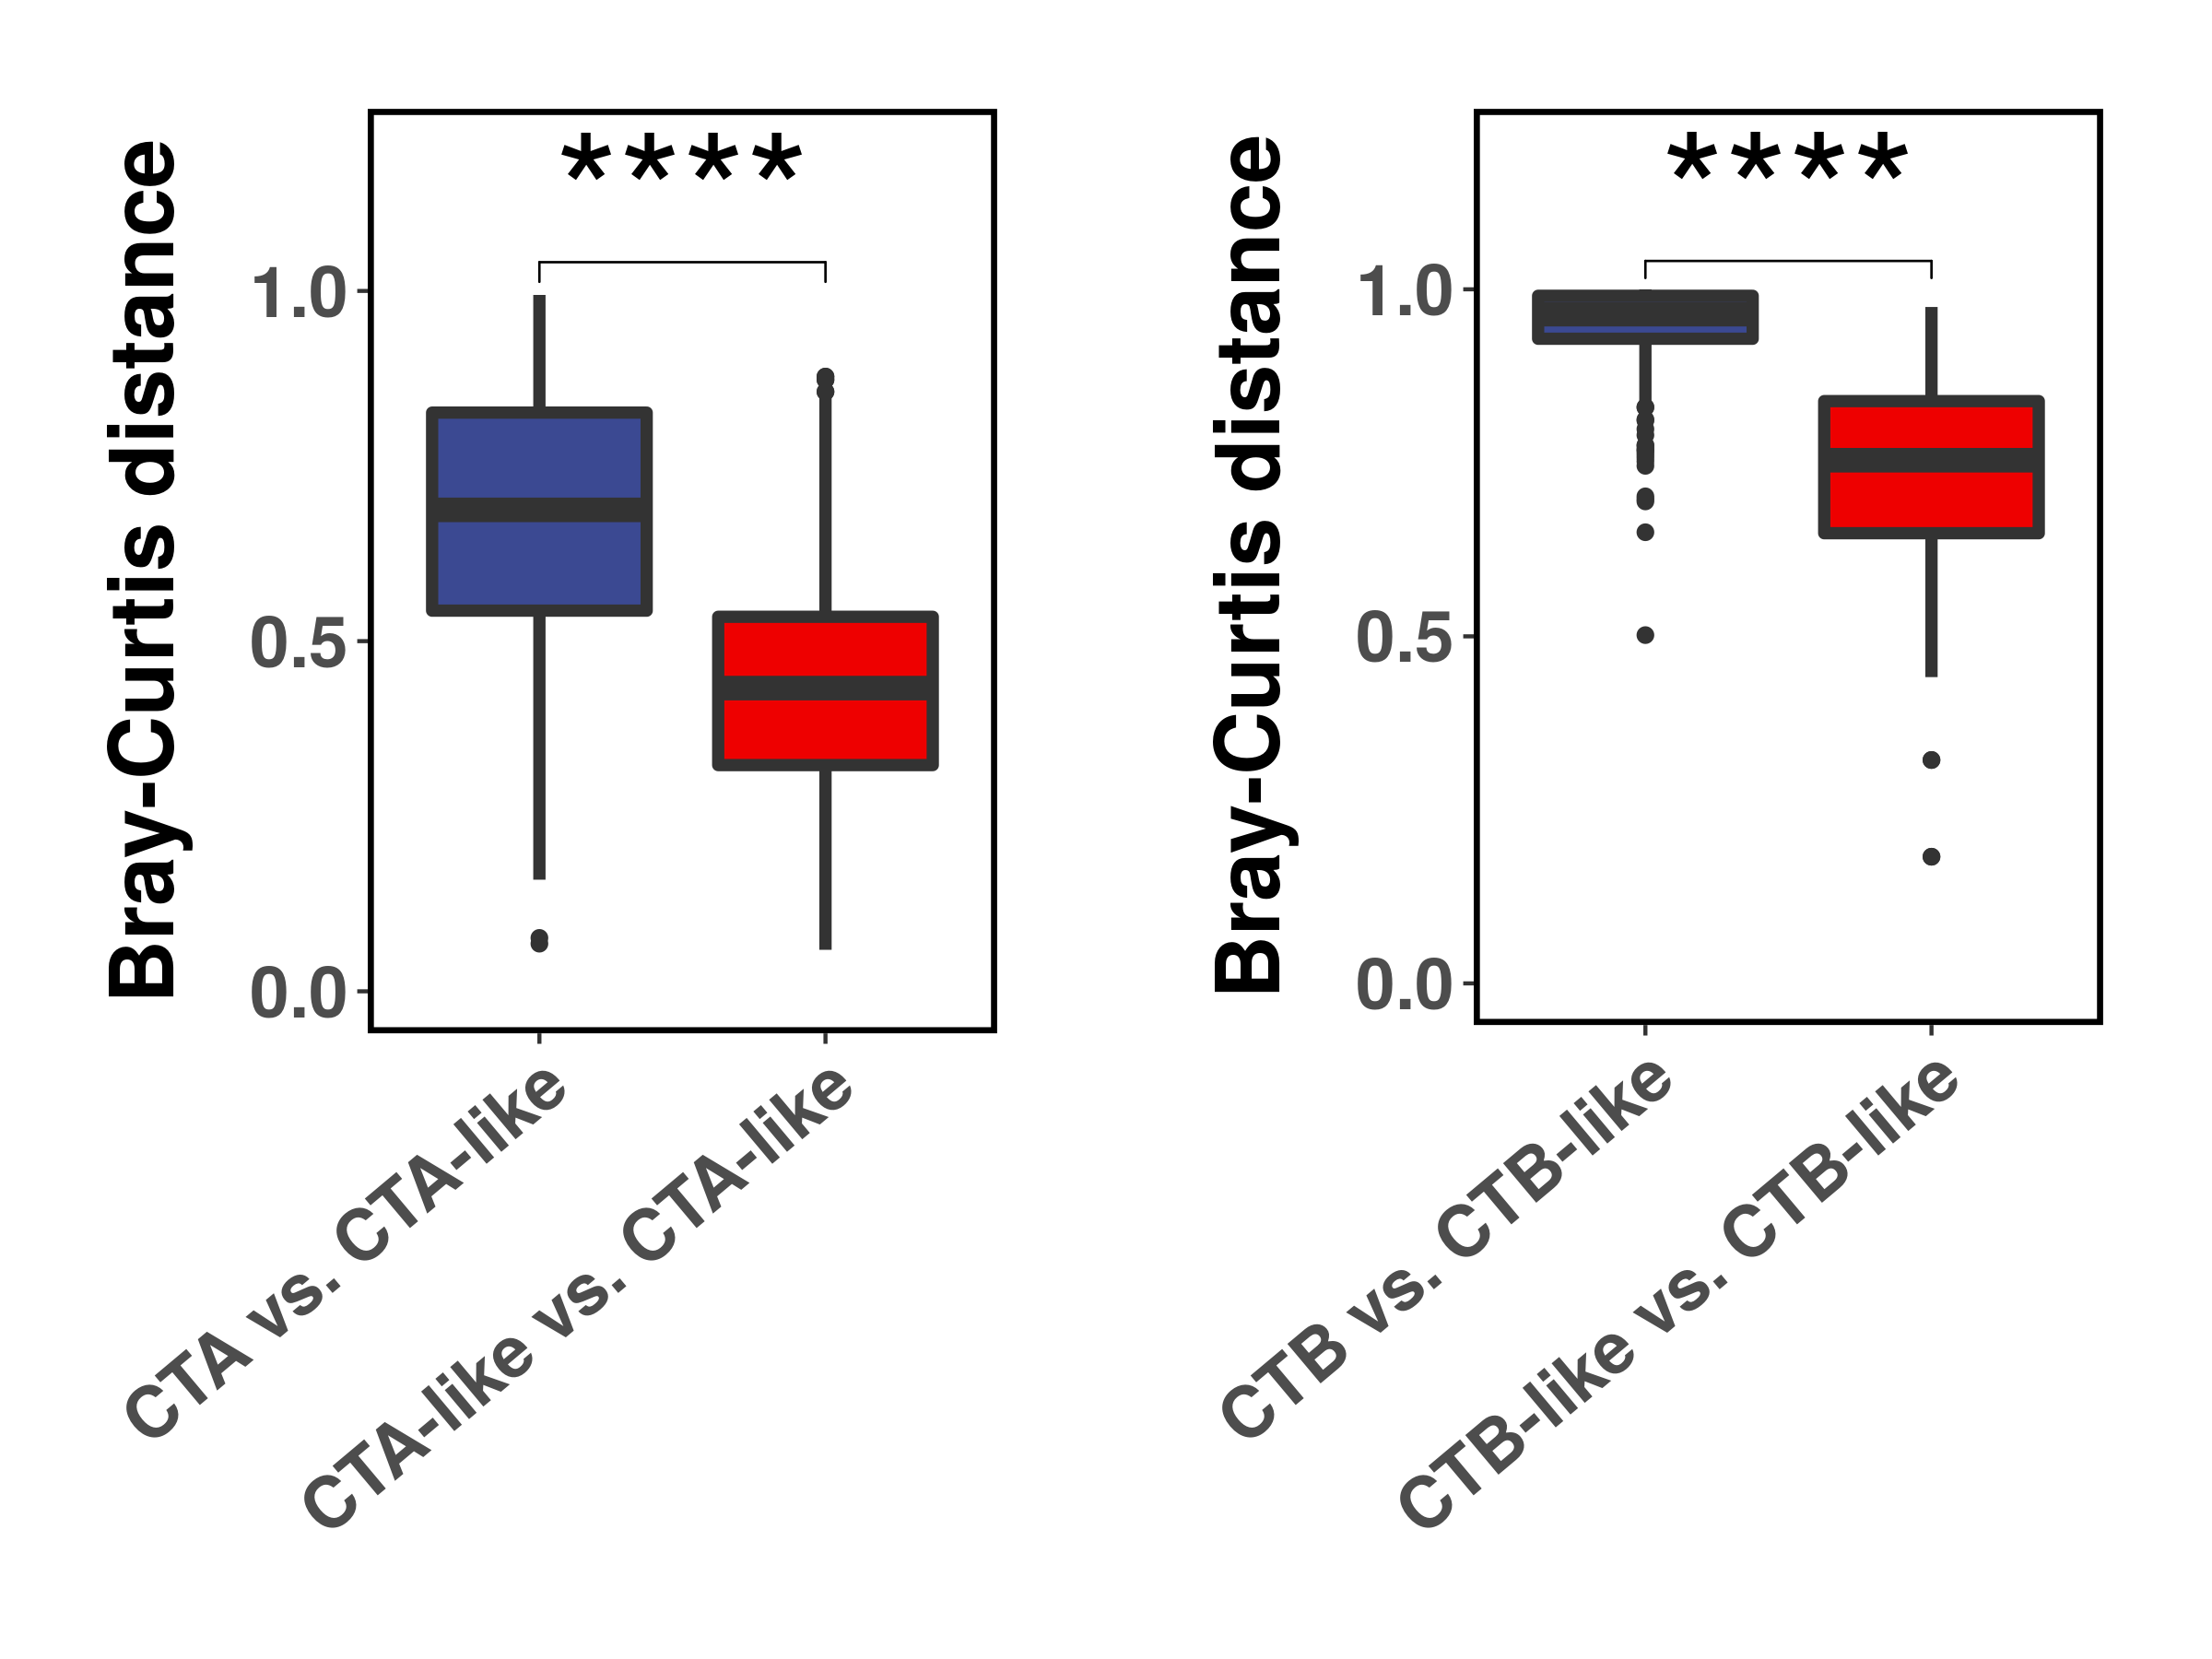 Bray-Curtis distance
****
1.0
0.5
0.0
CTA vs. CTA-like
CTA-like vs. CTA-like
Bray-Curtis distance
****
1.0
0.5
0.0
CTB vs. CTB-like
CTB-like vs. CTB-like